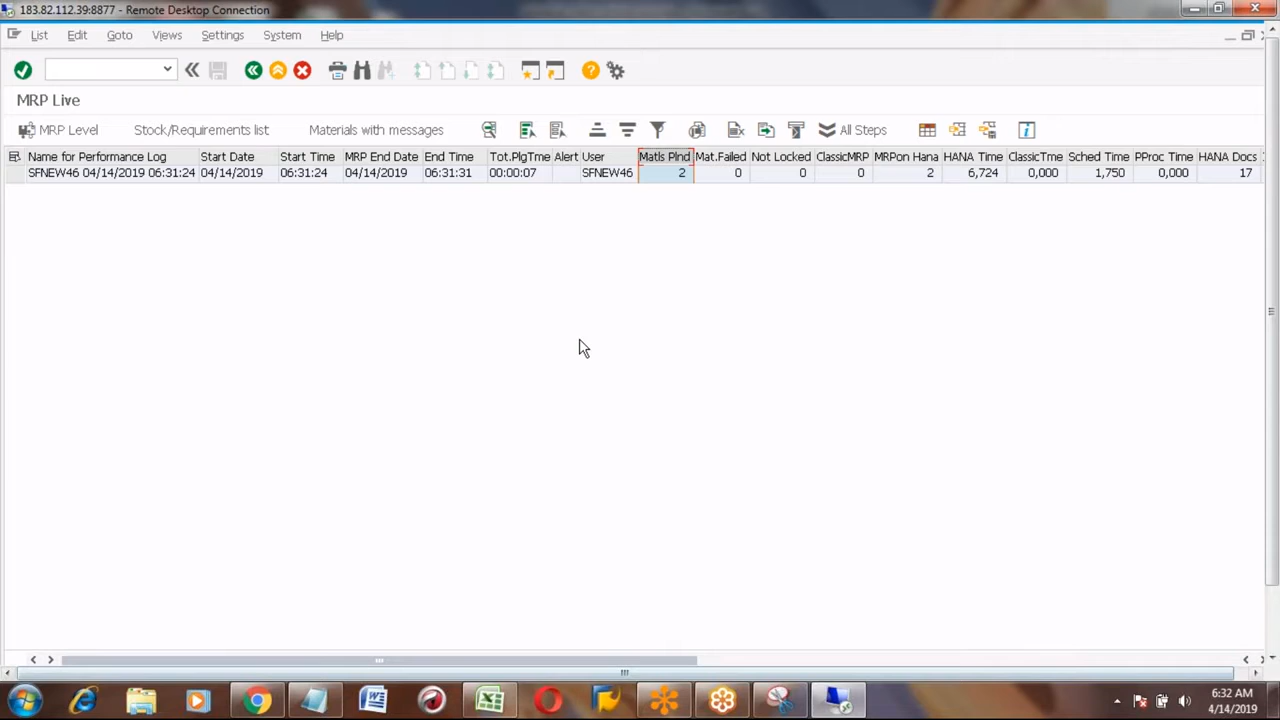 183.82.112.39:8877 - Remote Desktop Connection
List Edit Goto Views Settings System Help
MRP Live
MRP Level Stock/Requirements list Materials with messages All Steps
Name for Performance Log Start Date Start Time MRP End Date End Time Tot.PlgTme Alert User Matls Plnd Mat.Failed Not Locked ClassicMRP MRPon Hana HANA Time ClassicTme Sched Time PProc Time HANA Docs
SFNEW46 04/14/2019 06:31:24 04/14/2019 06:31:24 04/14/2019 06:31:31 00:00:07 SFNEW46 2 0 0 0 2 6,724 0,000 1,750 0,000 17
6:32 AM
4/14/2019